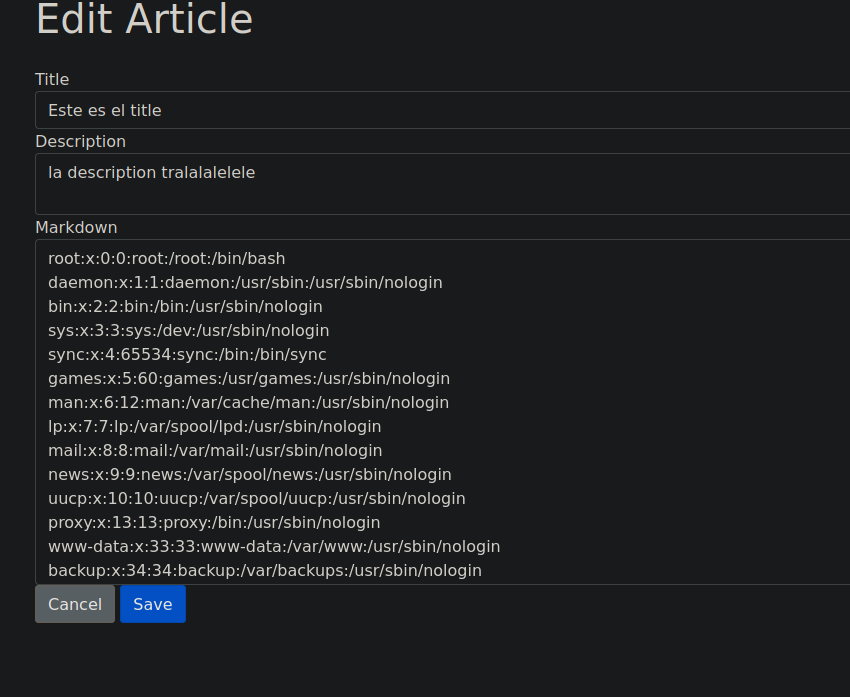 Edit Article
Title
Este es el title
Description
la description tralalalelele
Markdown
root:x:0:0:root:/root:/bin/bash
daemon:x:1:1:daemon:/usr/sbin:/usr/sbin/nologin
bin:x:2:2:bin:/bin:/usr/sbin/nologin
sys:x:3:3:sys:/dev:/usr/sbin/nologin
sync:x:4:65534:sync:/bin:/bin/sync
games:x:5:60:games:/usr/games:/usr/sbin/nologin
man:x:6:12:man:/var/cache/man:/usr/sbin/nologin
lp:x:7:7:lp:/var/spool/lpd:/usr/sbin/nologin
mail:x:8:8:mail:/var/mail:/usr/sbin/nologin
news:x:9:9:news:/var/spool/news:/usr/sbin/nologin
uucp:x:10:10:uucp:/var/spool/uucp:/usr/sbin/nologin
proxy:x:13:13:proxy:/bin:/usr/sbin/nologin
www-data:x:33:33:www-data:/var/www:/usr/sbin/nologin
backup:x:34:34:backup:/var/backups:/usr/sbin/nologin
Cancel Save